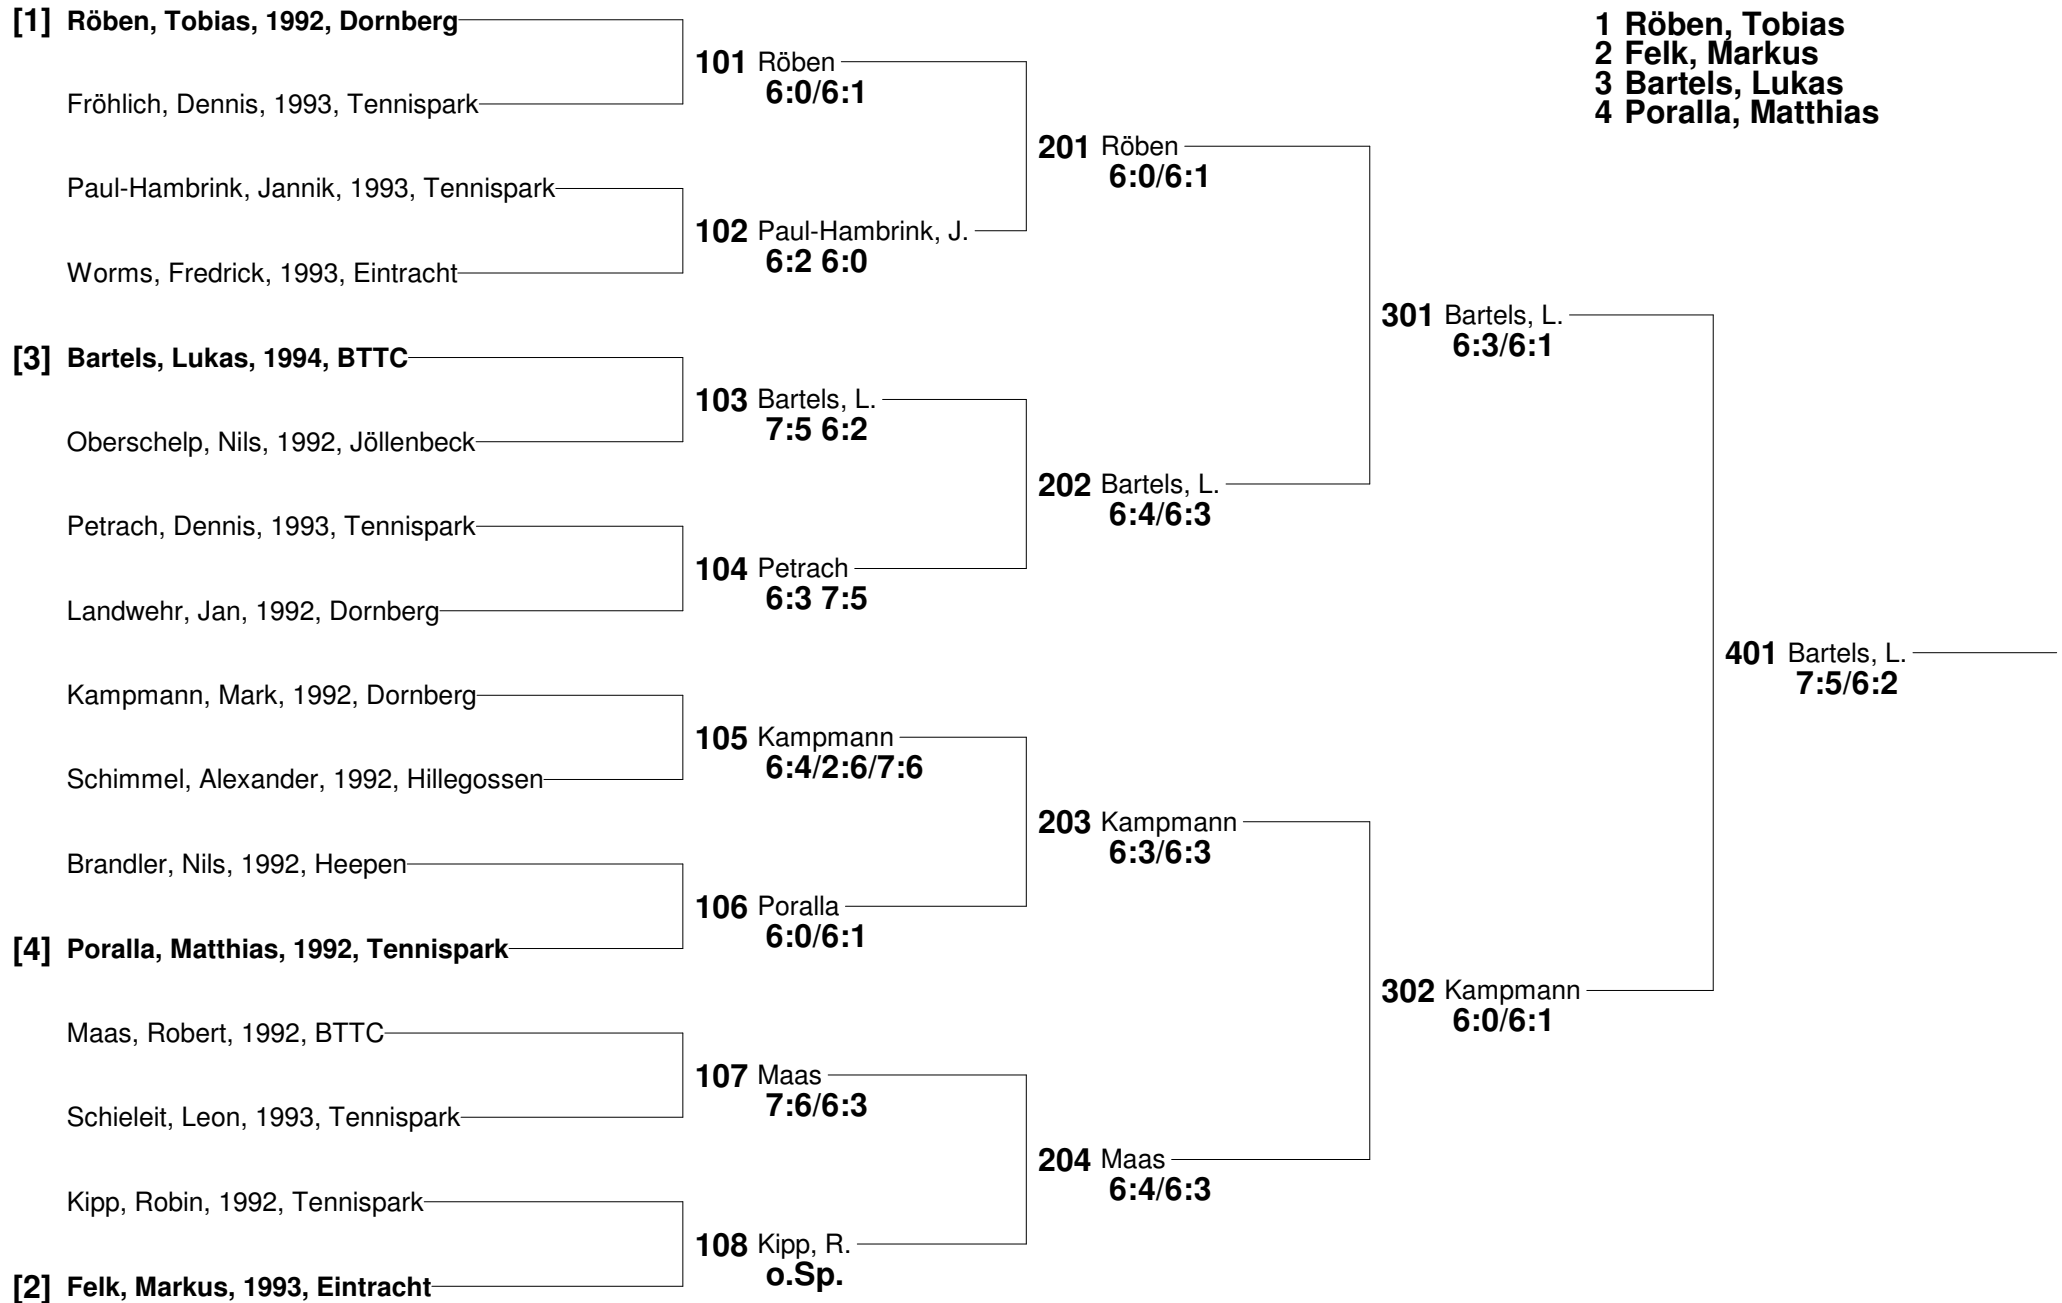 [1] Röben, Tobias, 1992, Dornberg
1 Röben, Tobias
2 Felk, Markus
3 Bartels, Lukas
4 Poralla, Matthias
101 Röben
6:0/6:1
Fröhlich, Dennis, 1993, Tennispark
201 Röben
6:0/6:1
Paul-Hambrink, Jannik, 1993, Tennispark
102 Paul-Hambrink, J.
6:2 6:0
Worms, Fredrick, 1993, Eintracht
301 Bartels, L.
6:3/6:1
[3] Bartels, Lukas, 1994, BTTC
103 Bartels, L.
7:5 6:2
Oberschelp, Nils, 1992, Jöllenbeck
202 Bartels, L.
6:4/6:3
Petrach, Dennis, 1993, Tennispark
104 Petrach
6:3 7:5
Landwehr, Jan, 1992, Dornberg
401 Bartels, L.
7:5/6:2
Kampmann, Mark, 1992, Dornberg
105 Kampmann
6:4/2:6/7:6
Schimmel, Alexander, 1992, Hillegossen
203 Kampmann
6:3/6:3
Brandler, Nils, 1992, Heepen
106 Poralla
6:0/6:1
[4] Poralla, Matthias, 1992, Tennispark
302 Kampmann
6:0/6:1
Maas, Robert, 1992, BTTC
107 Maas
7:6/6:3
Schieleit, Leon, 1993, Tennispark
204 Maas
6:4/6:3
Kipp, Robin, 1992, Tennispark
108 Kipp, R.
o.Sp.
[2] Felk, Markus, 1993, Eintracht